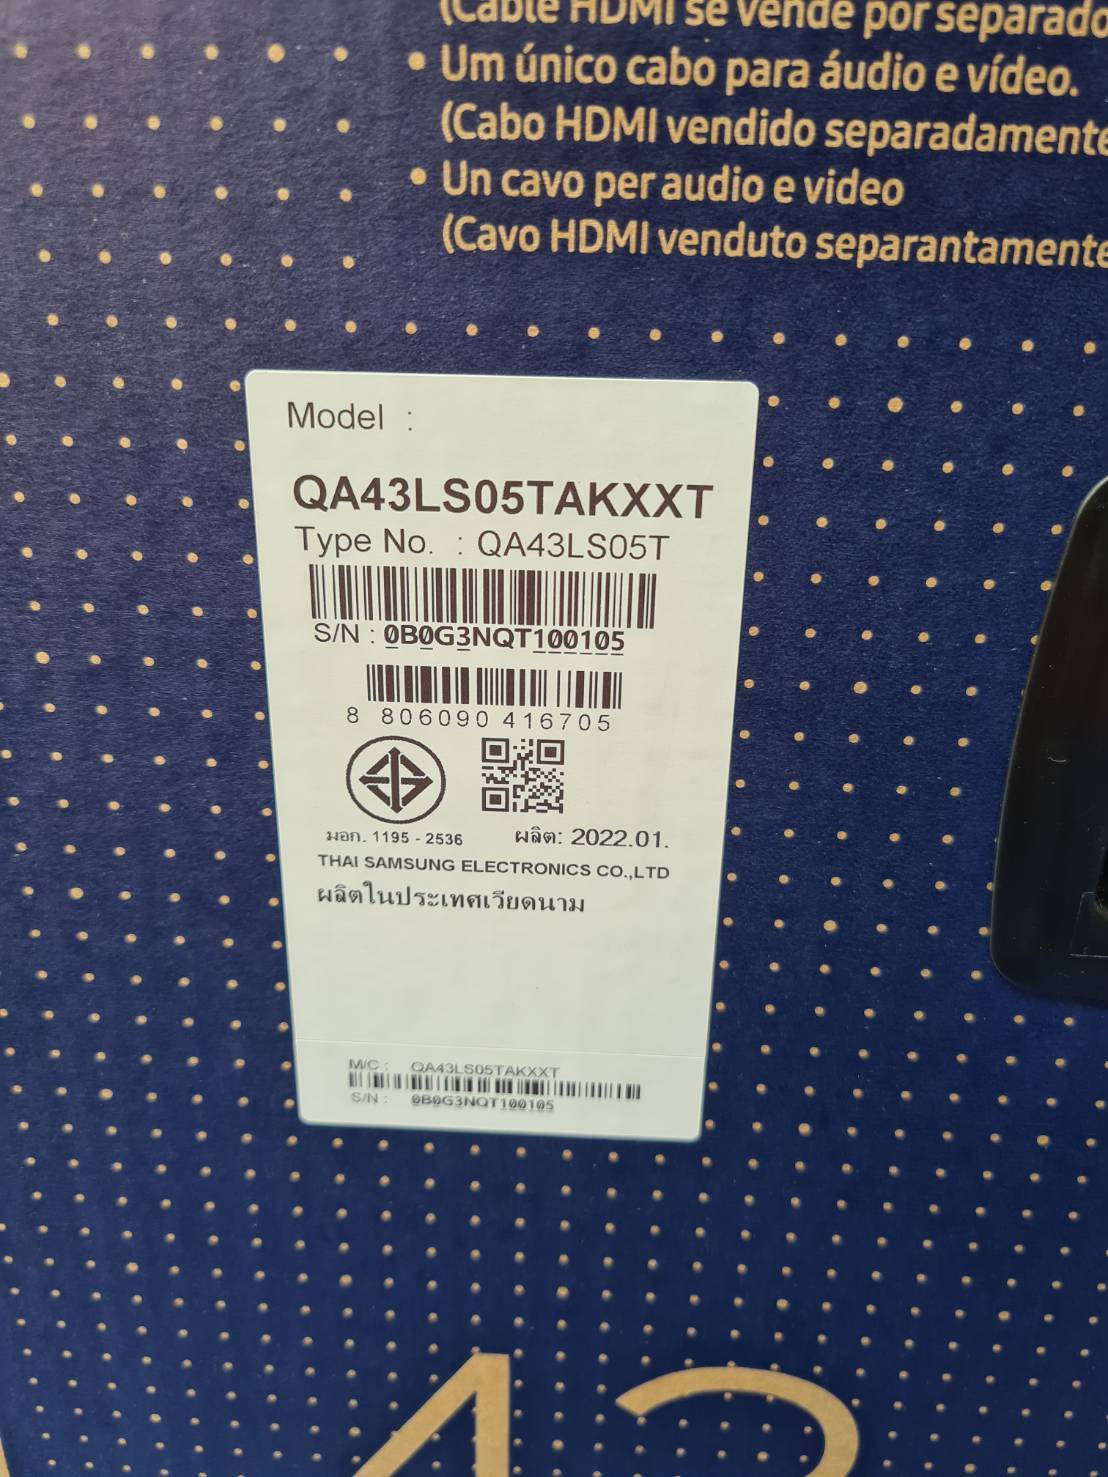 (Cable HDMI se vende por separado
• Um único cabo para áudio e vídeo.
(Cabo HDMI vendido separadamente
• Un cavo per audio e video
(Cavo HDMI venduto separantamente
Model :
QA43LS05TAKXXT
Type No. : QA43LS05T
S/N : 0B0G3NQT100105
8 806090 416705
มอก. 1195 - 2536 ผลิต: 2022.01.
THAI SAMSUNG ELECTRONICS CO.,LTD
ผลิตในประเทศเวียดนาม
M/C : QA43LS05TAKXXT
S/N : 0B0G3NQT100105
43